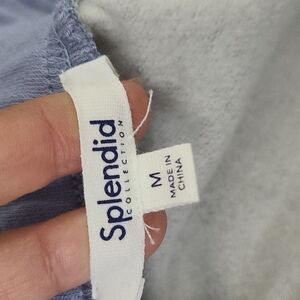 Splendid
COLLECTION
M
MADE IN
CHINA